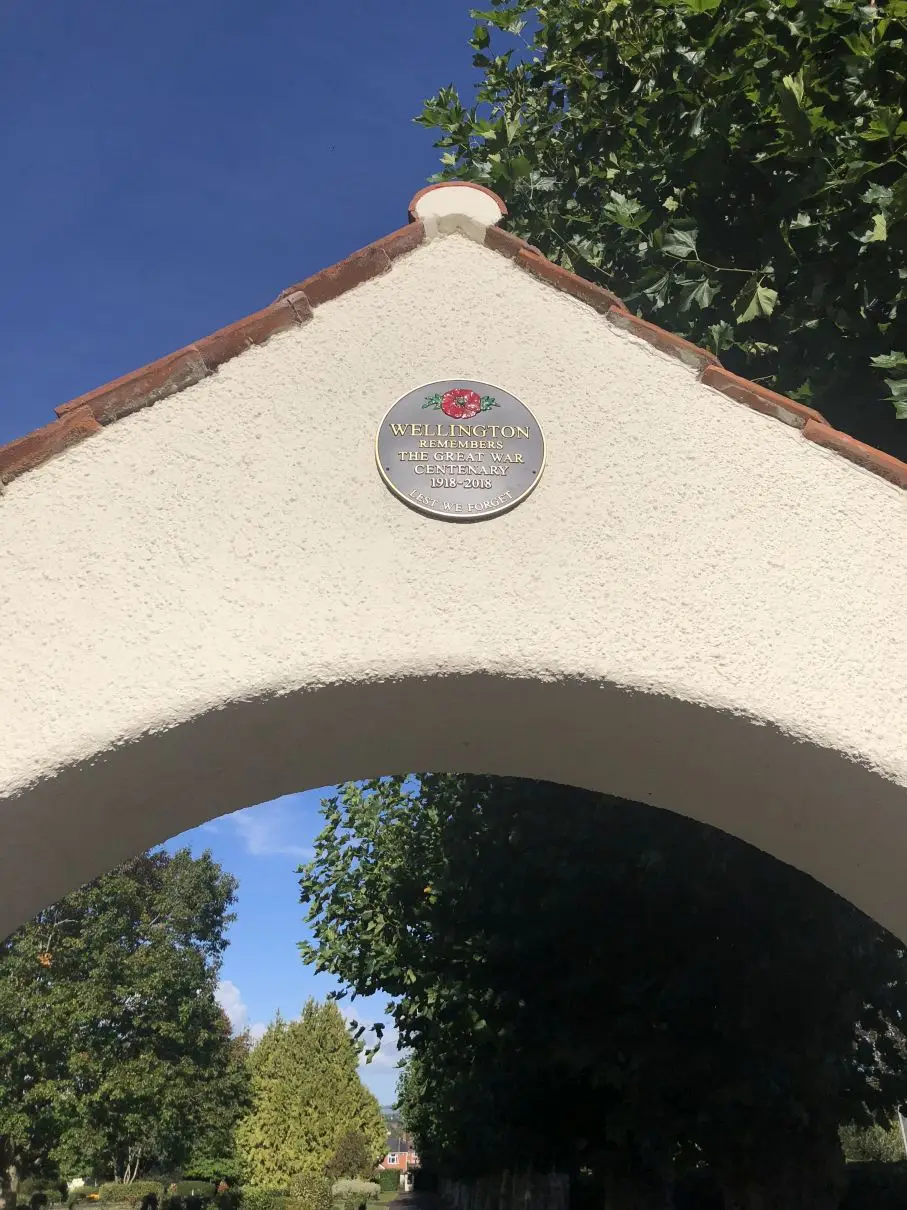 WELLINGTON
REMEMBERS
THE GREAT WAR
CENTENARY
1918-2018
LEST WE FORGET